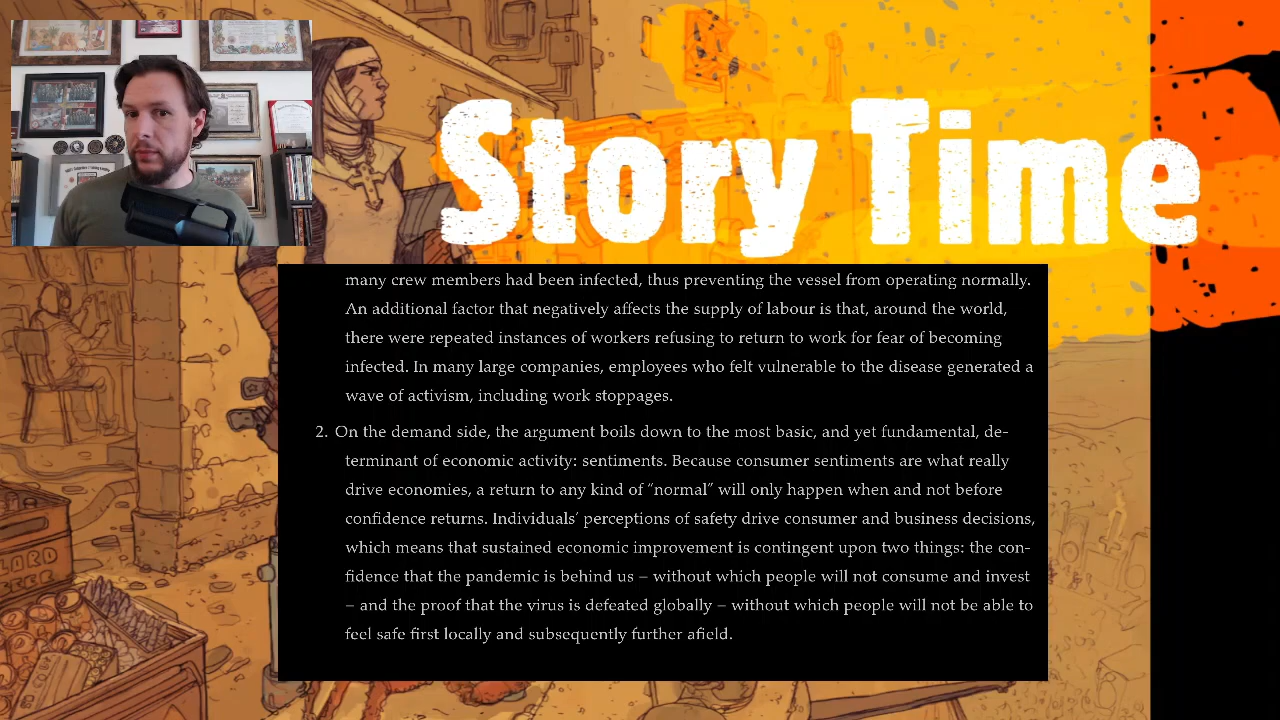 Story Time
many crew members had been infected, thus preventing the vessel from operating normally.
An additional factor that negatively affects the supply of labour is that, around the world,
there were repeated instances of workers refusing to return to work for fear of becoming
infected. In many large companies, employees who felt vulnerable to the disease generated a
wave of activism, including work stoppages.
2. On the demand side, the argument boils down to the most basic, and yet fundamental, de-
terminant of economic activity: sentiments. Because consumer sentiments are what really
drive economies, a return to any kind of “normal” will only happen when and not before
confidence returns. Individuals’ perceptions of safety drive consumer and business decisions,
which means that sustained economic improvement is contingent upon two things: the con-
fidence that the pandemic is behind us – without which people will not consume and invest
– and the proof that the virus is defeated globally – without which people will not be able to
feel safe first locally and subsequently further afield.